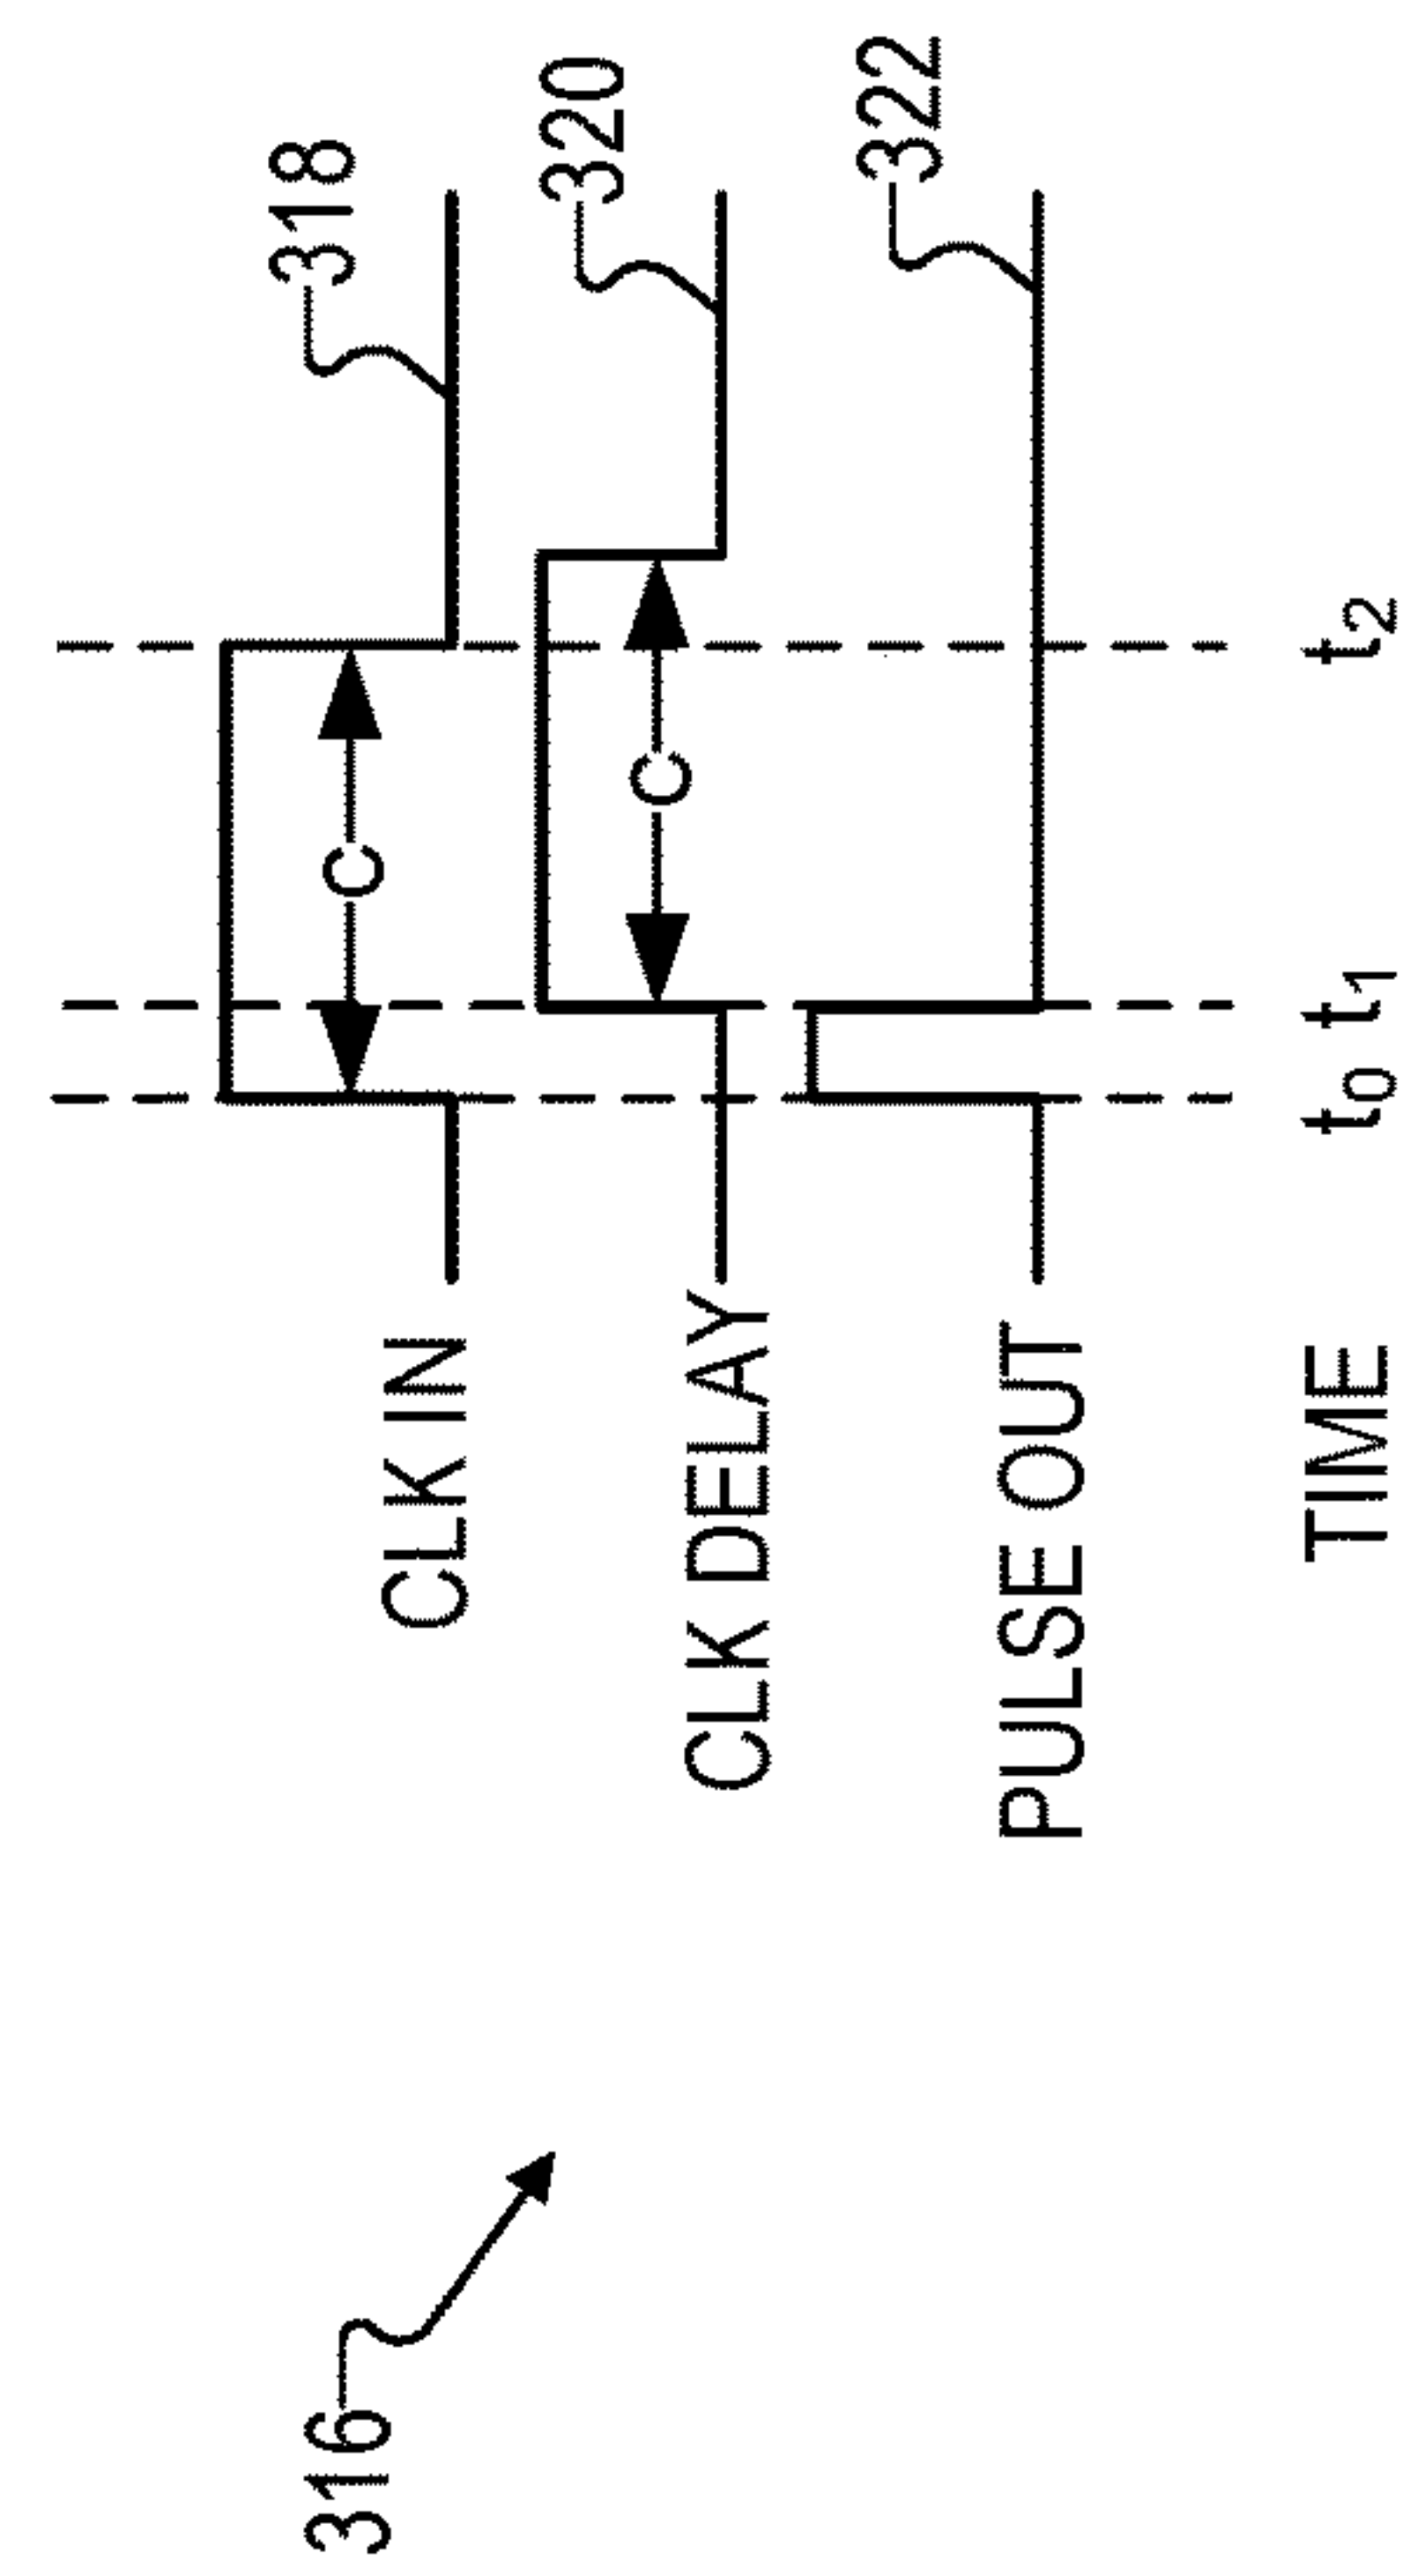 316
CLK IN
C
318
CLK DELAY
C
320
PULSE OUT
322
TIME t0 t1 t2